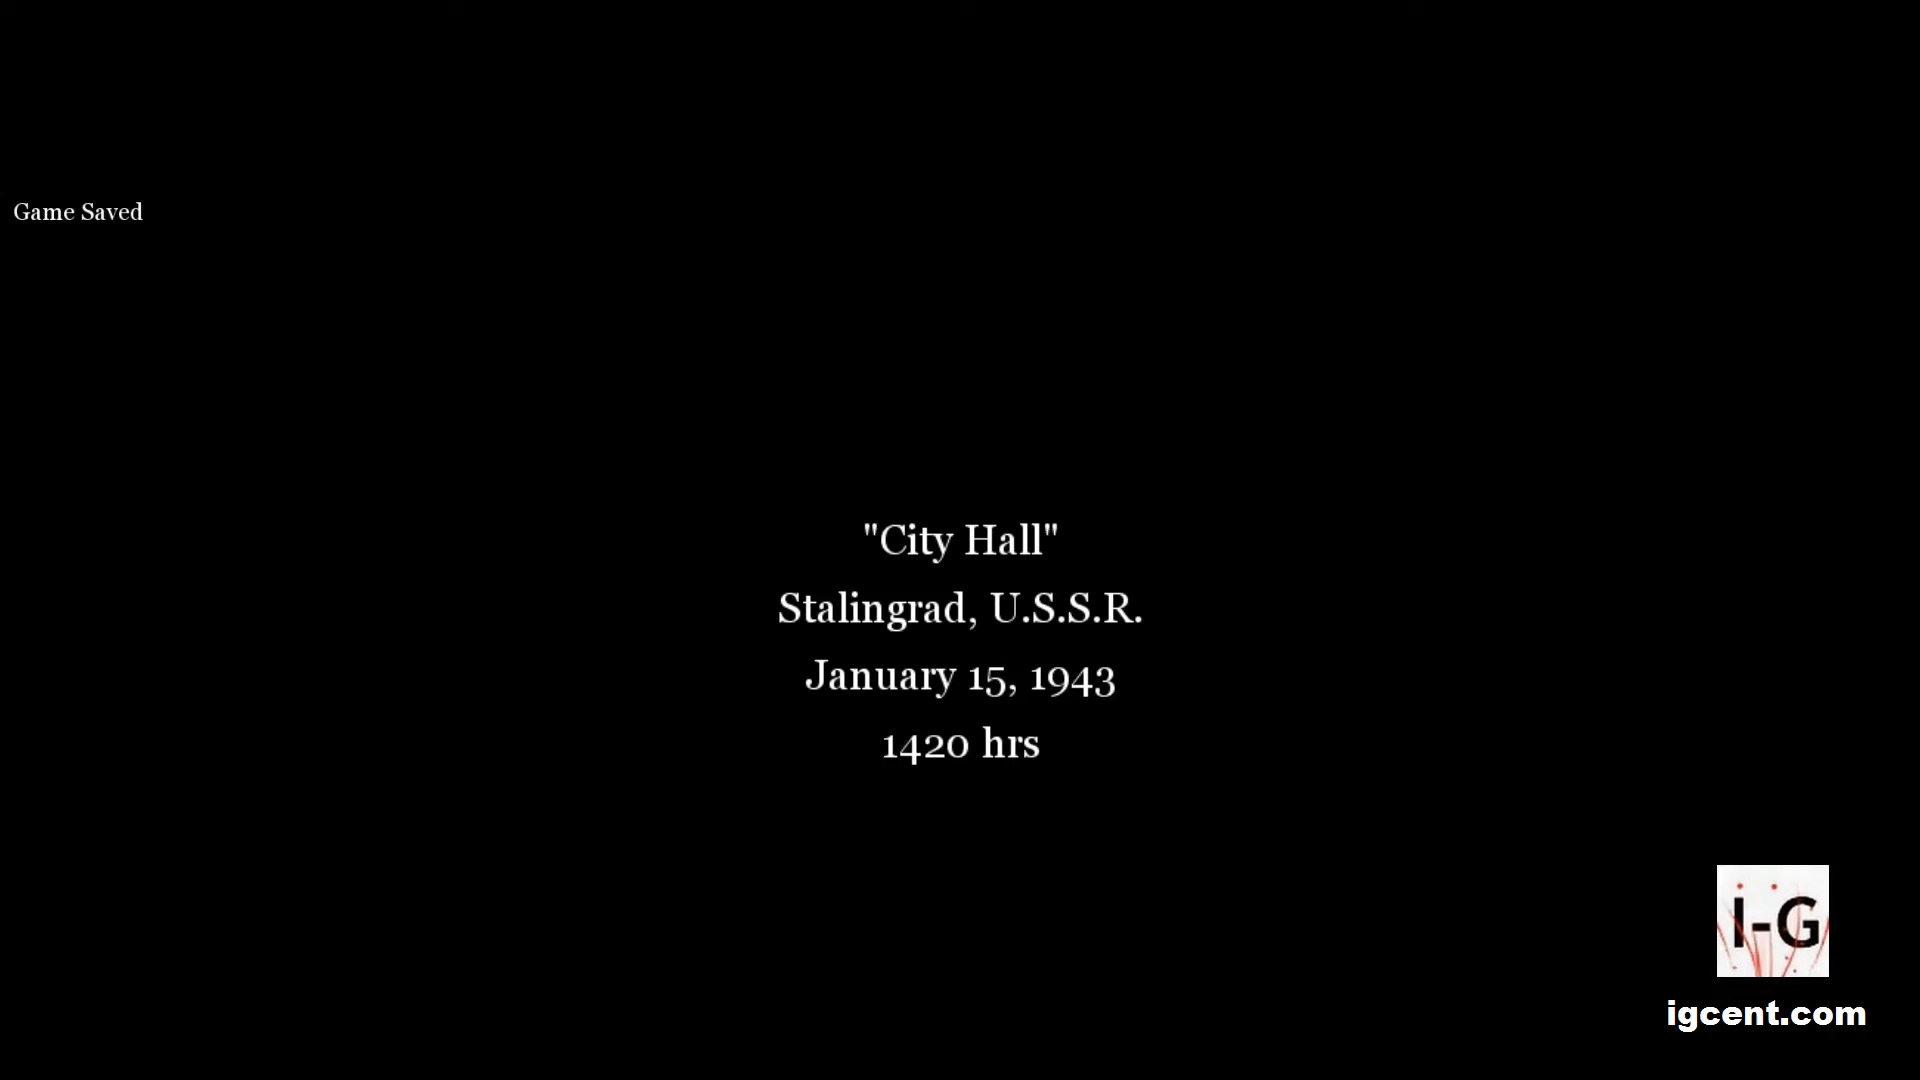 Game Saved
"City Hall"
Stalingrad, U.S.S.R.
January 15, 1943
1420 hrs
I-G
igcent.com